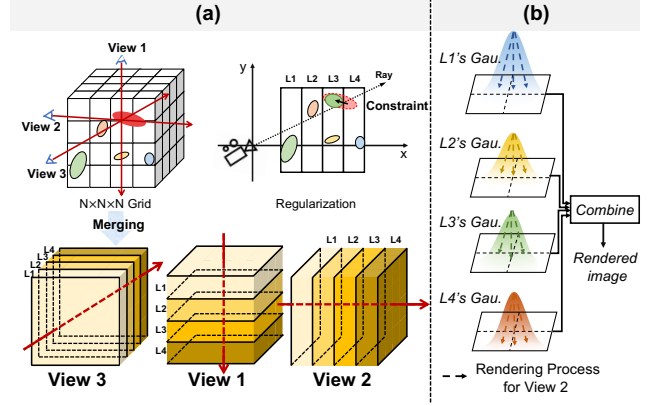 (a)
(b)
View 1
View 2
View 3
N×N×N Grid
Merging
y
L1 L2 L3 L4
Ray
Constraint
x
Regularization
L4
L3
L2
L1
View 3
L1
L2
L3
L4
View 1
L1 L2 L3 L4
View 2
L1's Gau.
L2's Gau.
L3's Gau.
L4's Gau.
Combine
Rendered
image
Rendering Process
for View 2